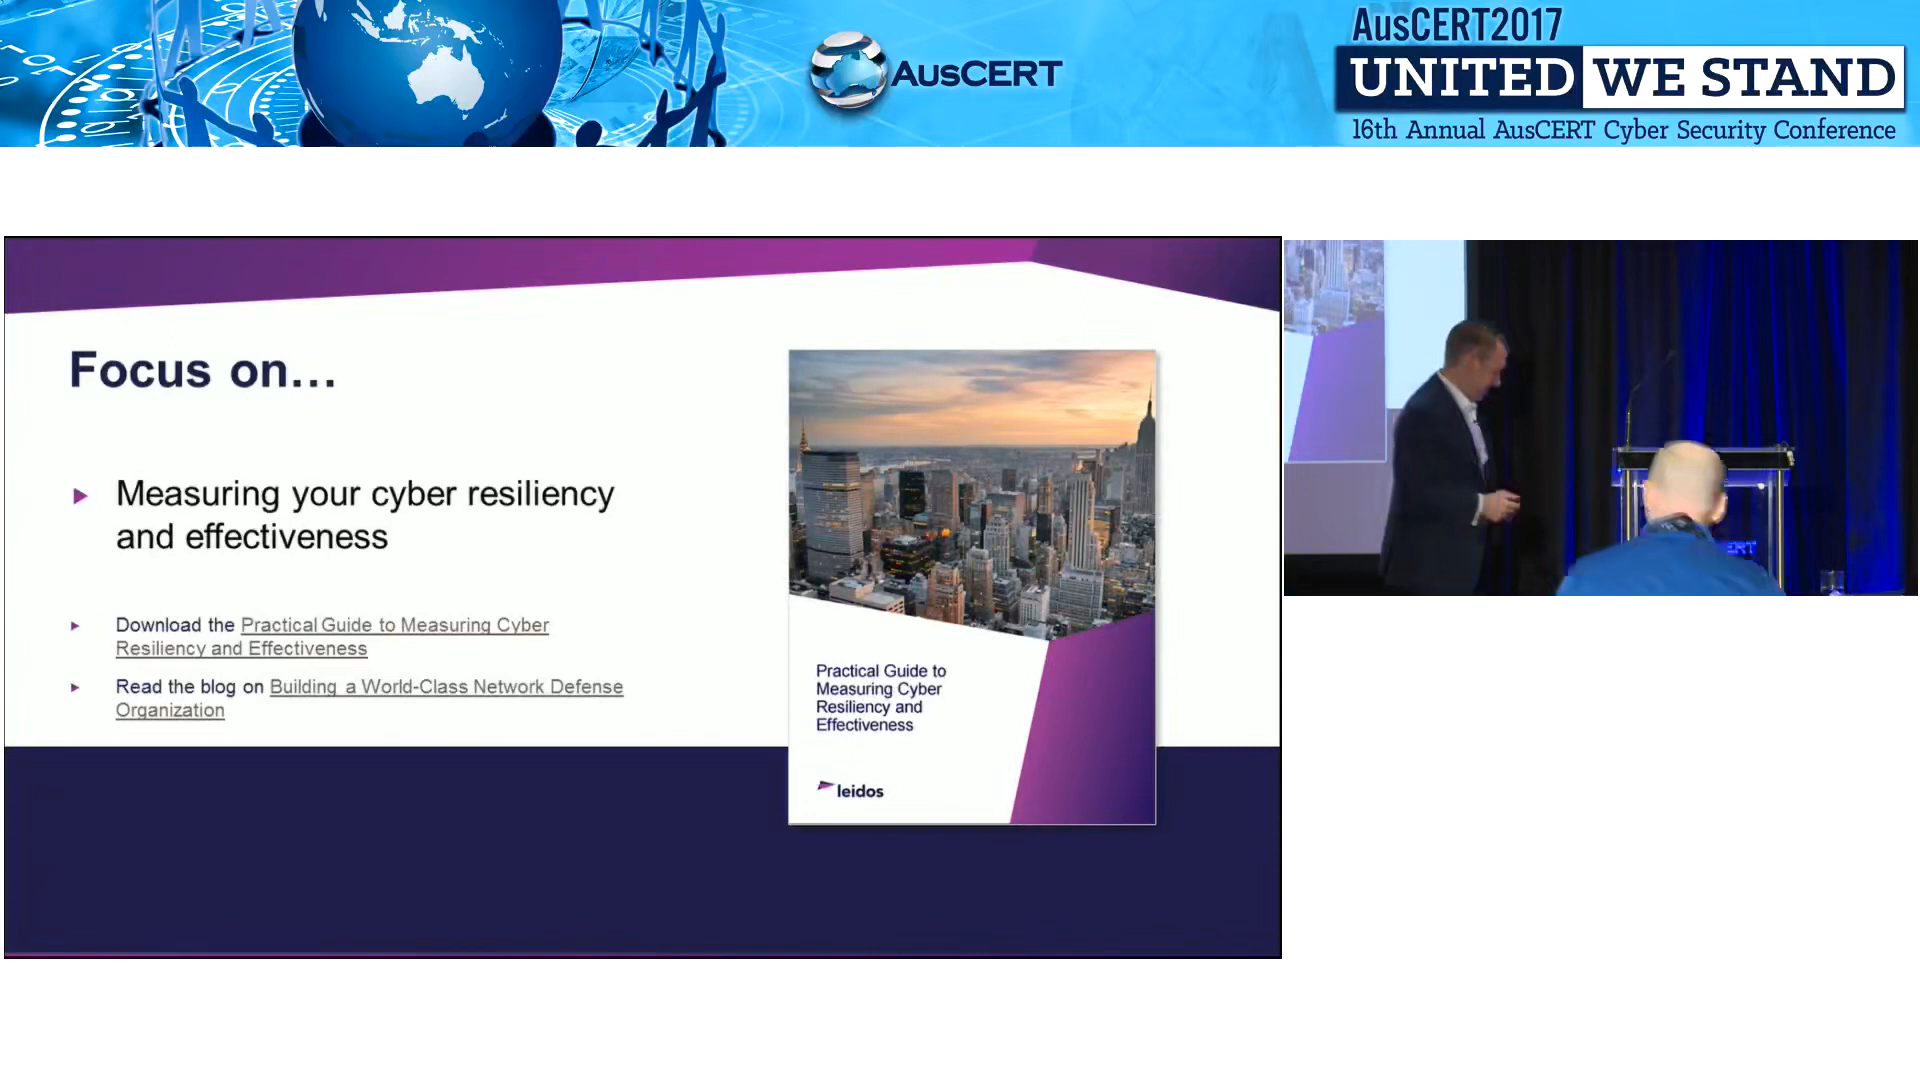 AusCERT2017
AusCERT
UNITED WE STAND
16th Annual AusCERT Cyber Security Conference
Focus on...
Measuring your cyber resiliency
and effectiveness
Download the Practical Guide to Measuring Cyber
Resiliency and Effectiveness
Read the blog on Building a World-Class Network Defense
Organization
Practical Guide to
Measuring Cyber
Resiliency and
Effectiveness
leidos